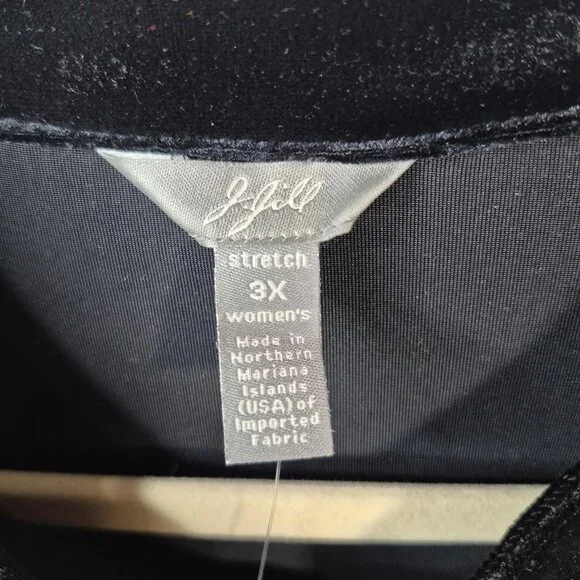 J.Jill
stretch
3X
women's
Made in
Northern
Mariana
Islands
(USA) of
Imported
Fabric